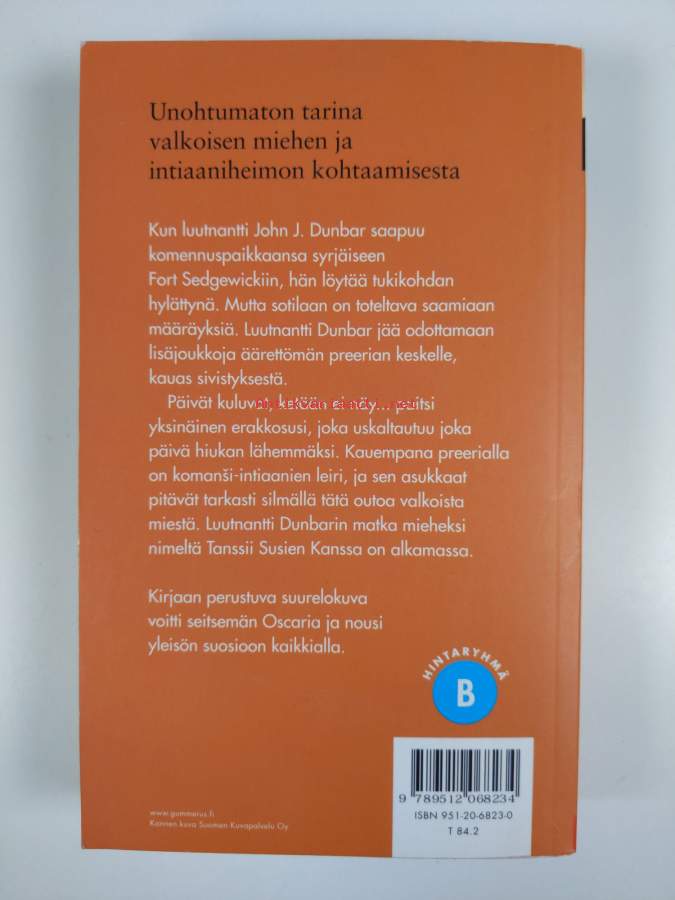 Unohtumaton tarina
valkoisen miehen ja
intiaaniheimon kohtaamisesta
Kun luutnantti John J. Dunbar saapuu
komennuspaikkaansa syrjäiseen
Fort Sedgewickiin, hän löytää tukikohdan
hylättynä. Mutta sotilaan on toteltava saamiaan
määräyksiä. Luutnantti Dunbar jää odottamaan
lisäjoukkoja äärettömän preerian keskelle,
kauas sivistyksestä.
Päivät kuluvat, ketään ei näy... paitsi
yksinäinen erakkosusi, joka uskaltautuu joka
päivä hiukan lähemmäksi. Kauempana preerialla
on komanši-intiaanien leiri, ja sen asukkaat
pitävät tarkasti silmällä tätä outoa valkoista
miestä. Luutnantti Dunbarin matka mieheksi
nimeltä Tanssii Susien Kanssa on alkamassa.
Kirjaan perustuva suurelokuva
voitti seitsemän Oscaria ja nousi
yleisön suosioon kaikkialla.
HINTARYHMÄ
B
9 789512 068234
ISBN 951-20-6823-0
T 84.2
www.gummerus.fi
Kannen kuva Suomen Kuvapalvelu Oy